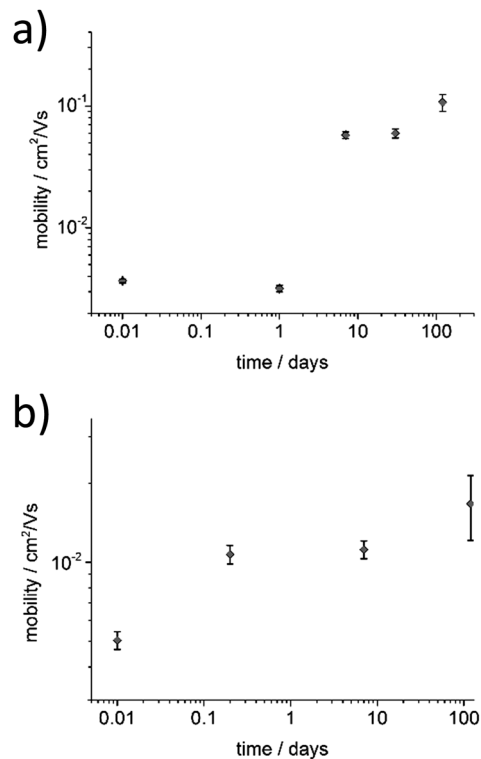 a)
mobility / cm²/Vs
10⁻¹
10⁻²
0.01 0.1 1 10 100
time / days
b)
mobility / cm²/Vs
10⁻²
0.01 0.1 1 10 100
time / days